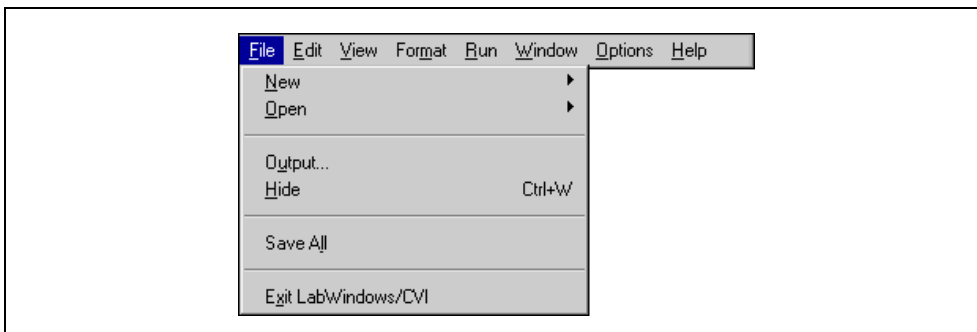 File Edit View Format Run Window Options Help
New
Open
Output...
Hide Ctrl+W
Save All
Exit LabWindows/CVI